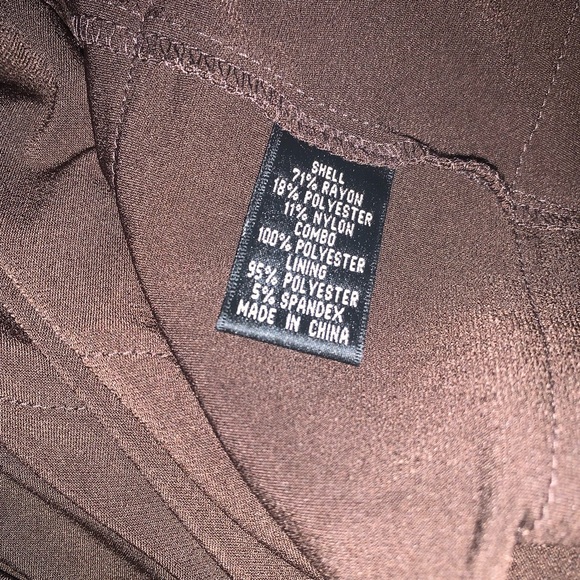 SHELL
71% RAYON
18% POLYESTER
11% NYLON
COMBO
100% POLYESTER
LINING
95% POLYESTER
5% SPANDEX
MADE IN CHINA